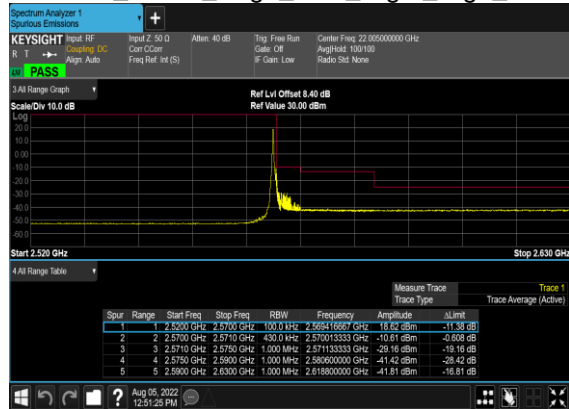 Spectrum Analyzer 1
Spurious Emissions
+
KEYSIGHT Input: RF Input Z: 50 Ω Atten: 40 dB Trig: Free Run Center Freq: 22.005000000 GHz
R T Coupling: DC Corr CCorr Gate: Off Avg|Hold: 100/100
Align: Auto Freq Ref: Int (S) IF Gain: Low Radio Std: None
PASS
3 All Range Graph
Ref Lvl Offset 8.40 dB
Scale/Div 10.0 dB Ref Value 30.00 dBm
Log
20.0
10.0
0.00
-10.0
-20.0
-30.0
-40.0
-50.0
-60.0
Start 2.520 GHz Stop 2.630 GHz
4 All Range Table
Measure Trace Trace 1
Trace Type Trace Average (Active)
Spur Range Start Freq Stop Freq RBW Frequency Amplitude ΔLimit
1 1 2.5200 GHz 2.5700 GHz 100.0 kHz 2.569416667 GHz 18.62 dBm -11.38 dB
2 2 2.5700 GHz 2.5710 GHz 430.0 kHz 2.570013333 GHz -10.61 dBm -0.608 dB
3 3 2.5710 GHz 2.5750 GHz 1.000 MHz 2.571133333 GHz -29.16 dBm -19.16 dB
4 4 2.5750 GHz 2.5900 GHz 1.000 MHz 2.580600000 GHz -41.42 dBm -28.42 dB
5 5 2.5900 GHz 2.6300 GHz 1.000 MHz 2.618800000 GHz -41.81 dBm -16.81 dB
? Aug 05, 2022
12:51:25 PM